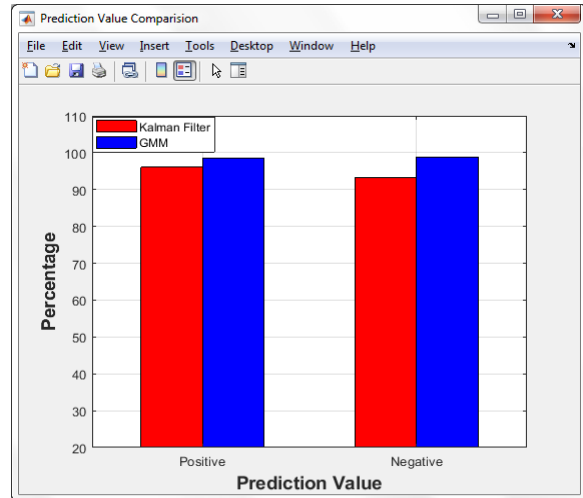 Prediction Value Comparision
File Edit View Insert Tools Desktop Window Help
110
100
90
80
70
60
50
40
30
20
Percentage
Kalman Filter
GMM
Positive Negative
Prediction Value